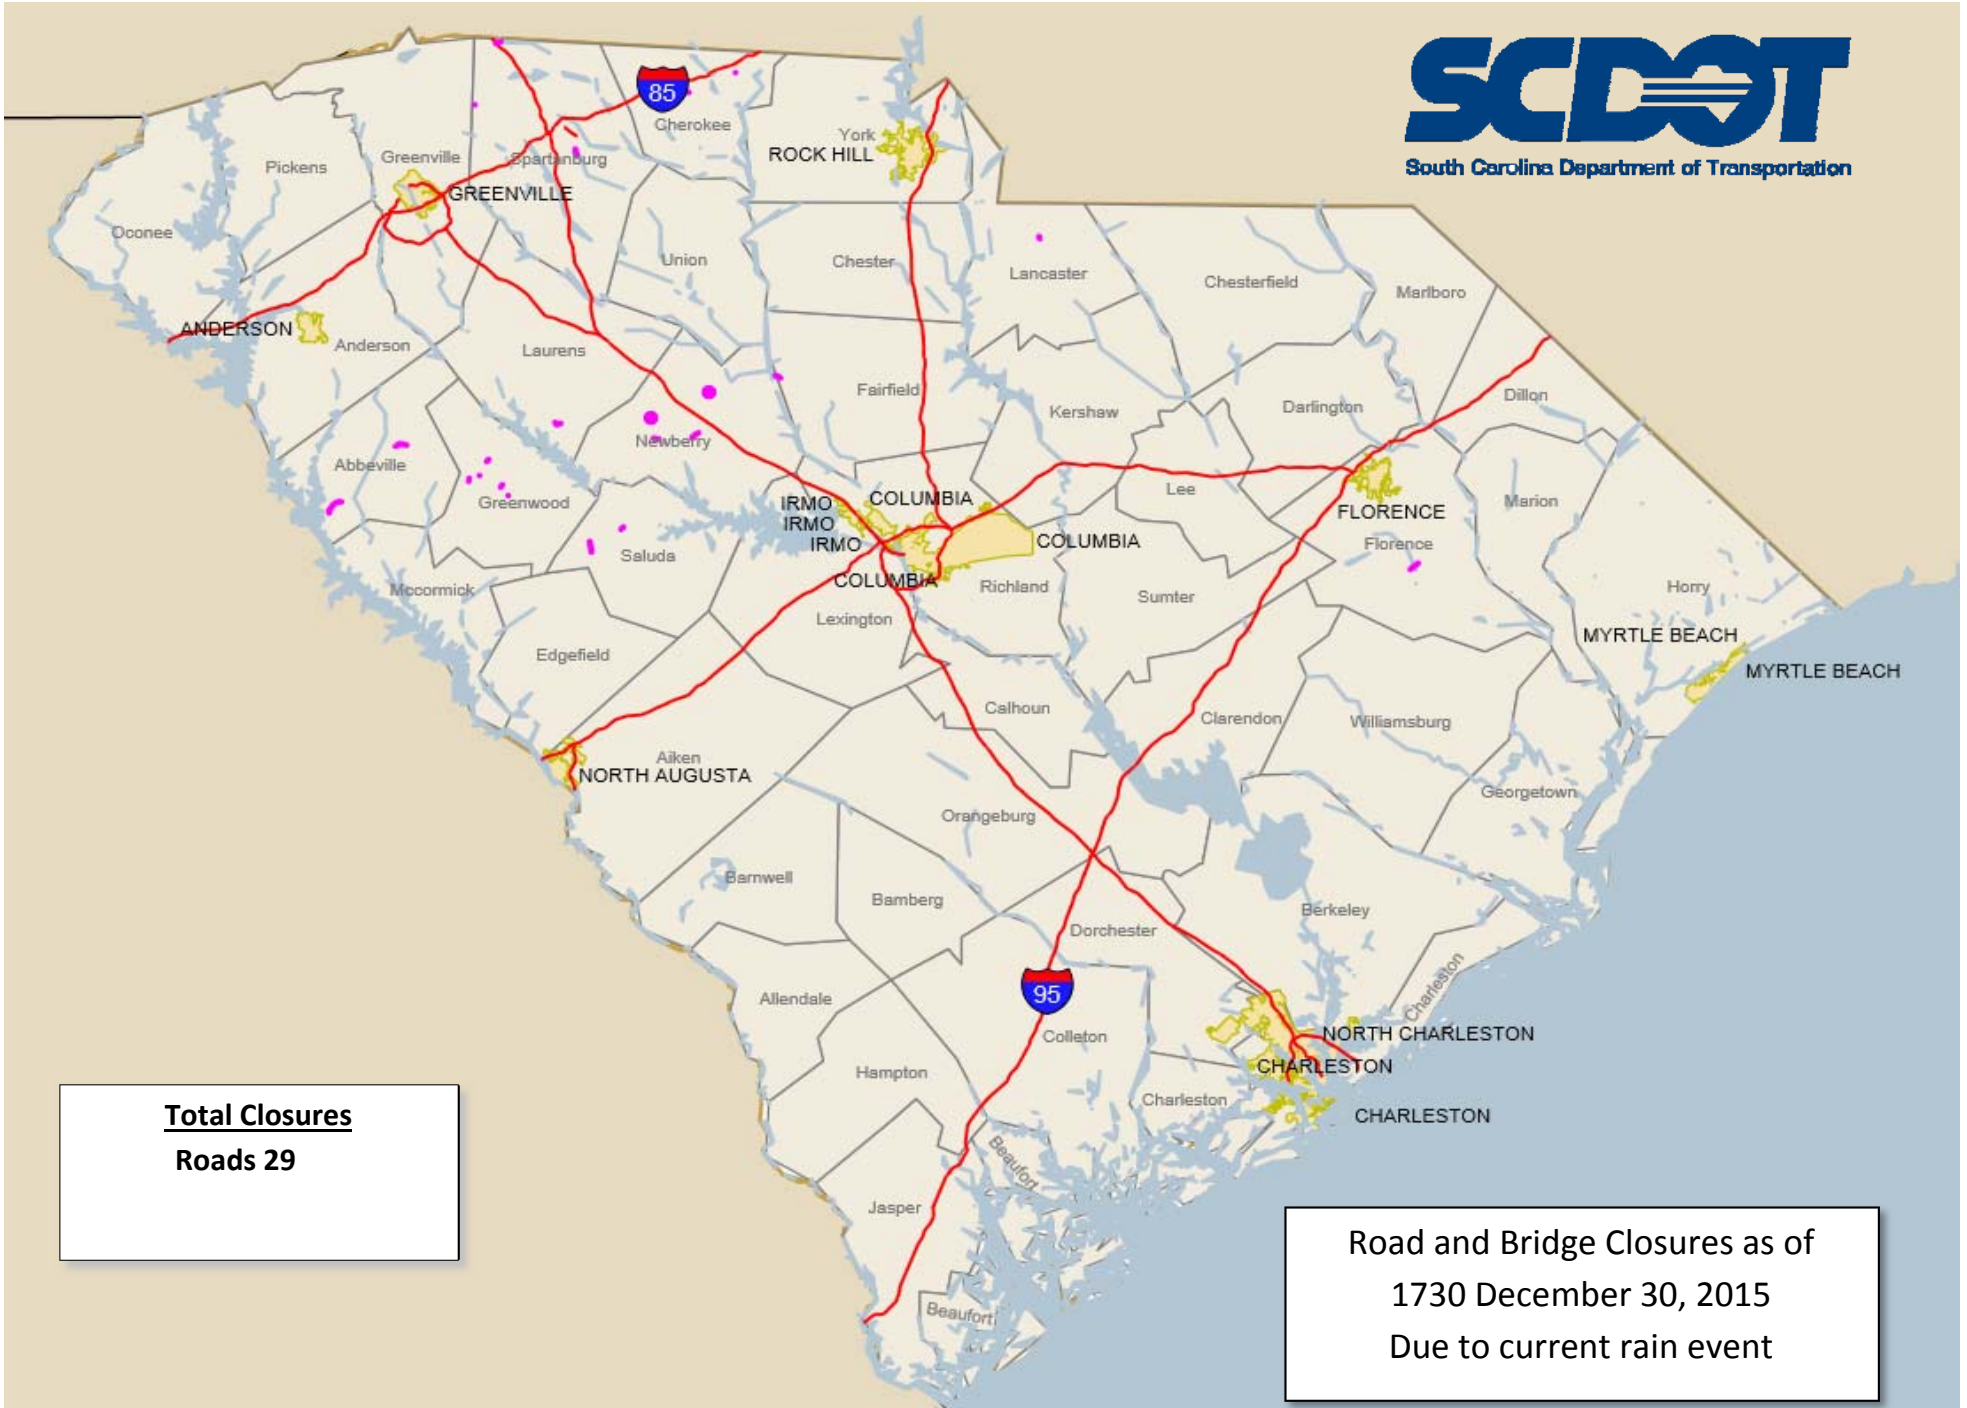 SCDOT
South Carolina Department of Transportation
85
Cherokee
York
ROCK HILL
Pickens
Greenville
Spartanburg
GREENVILLE
Oconee
Union
Chester
Lancaster
Chesterfield
Marlboro
ANDERSON
Anderson
Laurens
Fairfield
Kershaw
Darlington
Dillon
Newberry
Abbeville
Greenwood
IRMO
IRMO
IRMO
COLUMBIA
COLUMBIA
COLUMBIA
Lee
FLORENCE
Florence
Marion
Saluda
Mccormick
Richland
Sumter
Horry
Lexington
MYRTLE BEACH
MYRTLE BEACH
Edgefield
Calhoun
Clarendon
Williamsburg
Aiken
NORTH AUGUSTA
Georgetown
Orangeburg
Barnwell
Bamberg
Berkeley
Dorchester
Allendale
95
Charleston
Colleton
NORTH CHARLESTON
CHARLESTON
Hampton
Charleston
CHARLESTON
Beaufort
Jasper
Beaufort
Total Closures
Roads 29
Road and Bridge Closures as of
1730 December 30, 2015
Due to current rain event